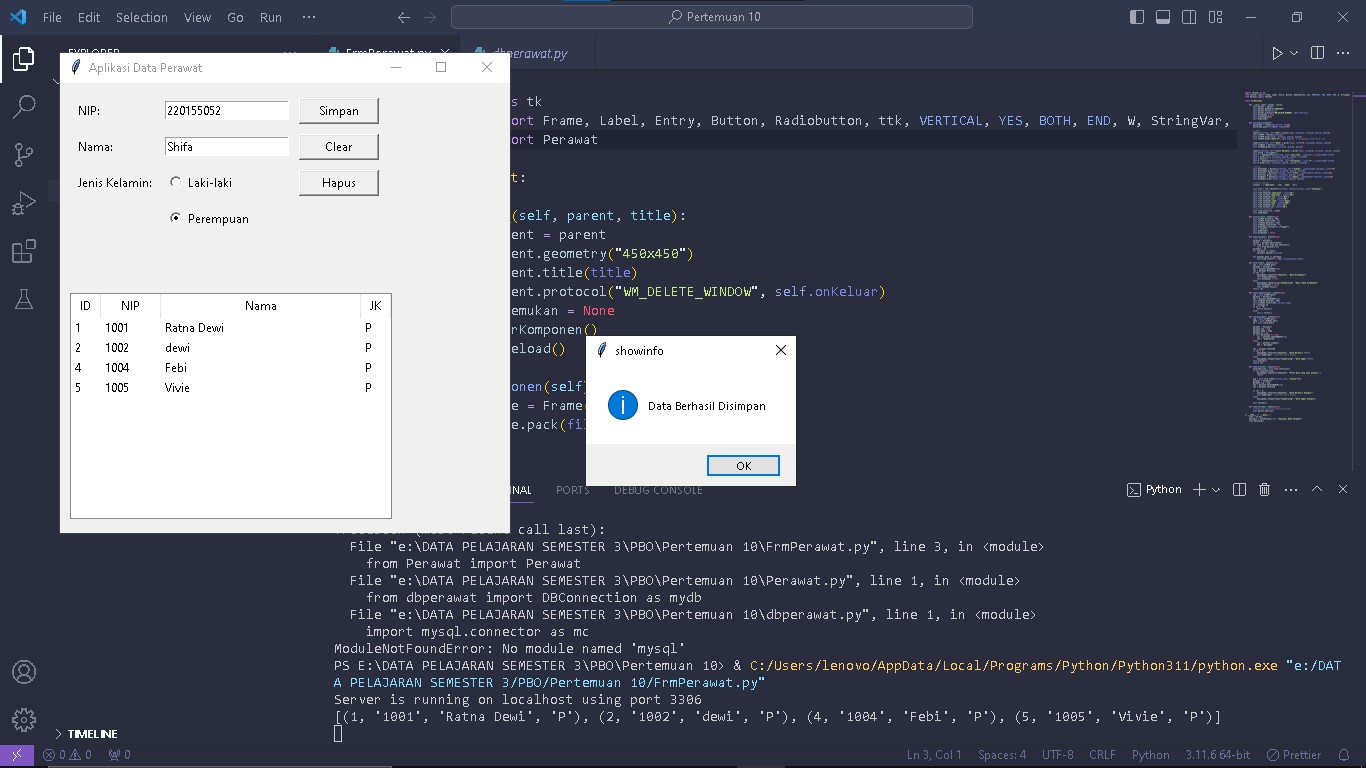 File Edit Selection View Go Run ··· Pertemuan 10
EXPLORER FrmPerawat.py dbperawat.py
Aplikasi Data Perawat
NIP: 220155052 Simpan
Nama: Shifa Clear
Jenis Kelamin: Laki-laki Hapus
Perempuan
ID NIP Nama JK
1 1001 Ratna Dewi P
2 1002 dewi P
4 1004 Febi P
5 1005 Vivie P
s tk
ort Frame, Label, Entry, Button, Radiobutton, ttk, VERTICAL, YES, BOTH, END, W, StringVar,
ort Perawat
t:
(self, parent, title):
ent = parent
ent.geometry("450x450")
ent.title(title)
ent.protocol("WM_DELETE_WINDOW", self.onKeluar)
emukan = None
rKomponen()
eload()
onen(self
e = Frame
e.pack(fil
showinfo
Data Berhasil Disimpan
OK
NAL PORTS DEBUG CONSOLE Python
call last):
File "e:\DATA PELAJARAN SEMESTER 3\PBO\Pertemuan 10\FrmPerawat.py", line 3, in <module>
from Perawat import Perawat
File "e:\DATA PELAJARAN SEMESTER 3\PBO\Pertemuan 10\Perawat.py", line 1, in <module>
from dbperawat import DBConnection as mydb
File "e:\DATA PELAJARAN SEMESTER 3\PBO\Pertemuan 10\dbperawat.py", line 1, in <module>
import mysql.connector as mc
ModuleNotFoundError: No module named 'mysql'
PS E:\DATA PELAJARAN SEMESTER 3\PBO\Pertemuan 10> & C:/Users/lenovo/AppData/Local/Programs/Python/Python311/python.exe "e:/DAT
A PELAJARAN SEMESTER 3/PBO/Pertemuan 10/FrmPerawat.py"
Server is running on localhost using port 3306
[(1, '1001', 'Ratna Dewi', 'P'), (2, '1002', 'dewi', 'P'), (4, '1004', 'Febi', 'P'), (5, '1005', 'Vivie', 'P')]
TIMELINE
0 0 0 Ln 3, Col 1 Spaces: 4 UTF-8 CRLF Python 3.11.6 64-bit Prettier